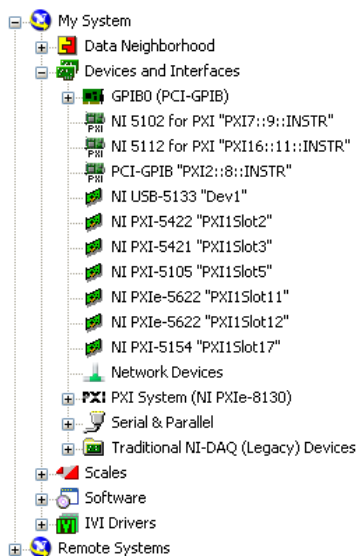 My System
Data Neighborhood
Devices and Interfaces
GPIB0 (PCI-GPIB)
NI 5102 for PXI "PXI7::9::INSTR"
NI 5112 for PXI "PXI16::11::INSTR"
PCI-GPIB "PXI2::8::INSTR"
NI USB-5133 "Dev1"
NI PXI-5422 "PXI1Slot2"
NI PXI-5421 "PXI1Slot3"
NI PXI-5105 "PXI1Slot5"
NI PXIe-5622 "PXI1Slot11"
NI PXIe-5622 "PXI1Slot12"
NI PXI-5154 "PXI1Slot17"
Network Devices
PXI PXI System (NI PXIe-8130)
Serial & Parallel
Traditional NI-DAQ (Legacy) Devices
Scales
Software
IVI Drivers
Remote Systems